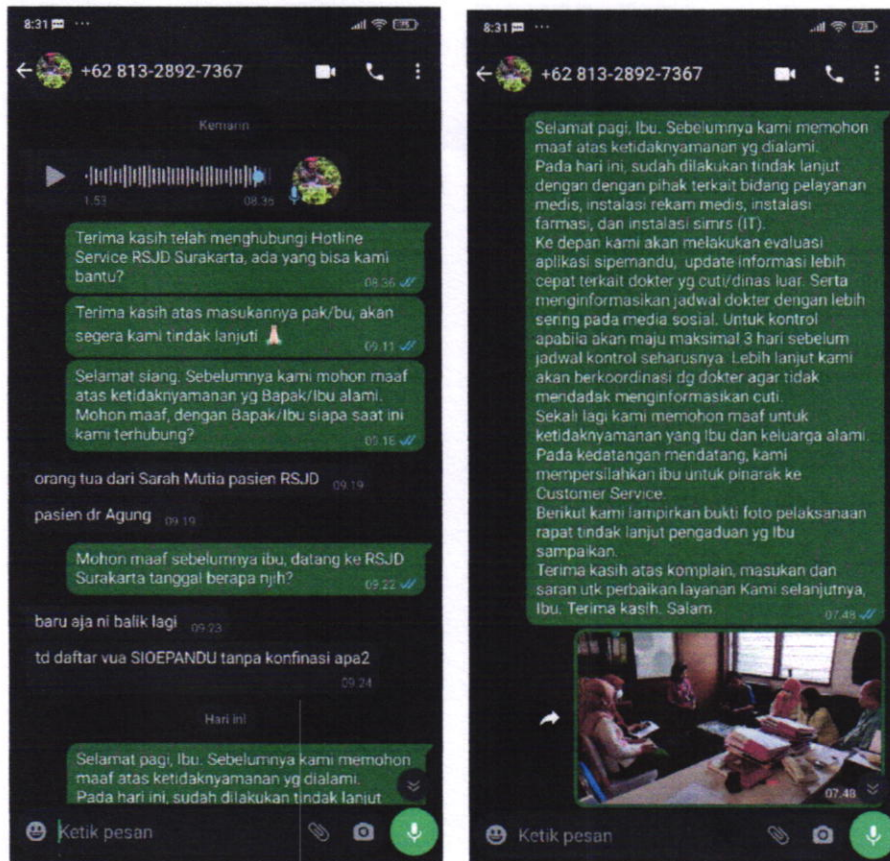 8:31 ...
75
+62 813-2892-7367
Kemarin
1.53
08.36
Terima kasih telah menghubungi Hotline
Service RSJD Surakarta, ada yang bisa kami
bantu?
08.36
Terima kasih atas masukannya pak/bu, akan
segera kami tindak lanjuti 🙏🏻
09.11
Selamat siang. Sebelumnya kami mohon maaf
atas ketidaknyamanan yg Bapak/Ibu alami.
Mohon maaf, dengan Bapak/Ibu siapa saat ini
kami terhubung?
09.18
orang tua dari Sarah Mutia pasien RSJD 09.19
pasien dr Agung 09.19
Mohon maaf sebelumnya ibu, datang ke RSJD
Surakarta tanggal berapa njih?
09.22
baru aja ni balik lagi 09.23
td daftar vua SIOEPANDU tanpa konfinasi apa2
09.24
Hari ini
Selamat pagi, Ibu. Sebelumnya kami memohon
maaf atas ketidaknyamanan yg dialami.
Pada hari ini, sudah dilakukan tindak lanjut
Ketik pesan
8:31 ...
+62 813-2892-7367
Selamat pagi, Ibu. Sebelumnya kami memohon
maaf atas ketidaknyamanan yg dialami.
Pada hari ini, sudah dilakukan tindak lanjut
dengan dengan pihak terkait bidang pelayanan
medis, instalasi rekam medis, instalasi
farmasi, dan instalasi simrs (IT).
Ke depan kami akan melakukan evaluasi
aplikasi sipemandu, update informasi lebih
cepat terkait dokter yg cuti/dinas luar. Serta
menginformasikan jadwal dokter dengan lebih
sering pada media sosial. Untuk kontrol
apabila akan maju maksimal 3 hari sebelum
jadwal kontrol seharusnya. Lebih lanjut kami
akan berkoordinasi dg dokter agar tidak
mendadak menginformasikan cuti.
Sekali lagi kami memohon maaf untuk
ketidaknyamanan yang Ibu dan keluarga alami.
Pada kedatangan mendatang, kami
mempersilahkan ibu untuk pinarak ke
Customer Service.
Berikut kami lampirkan bukti foto pelaksanaan
rapat tindak lanjut pengaduan yg Ibu
sampaikan.
Terima kasih atas komplain, masukan dan
saran utk perbaikan layanan Kami selanjutnya,
Ibu. Terima kasih. Salam
07.48
07.48
Ketik pesan